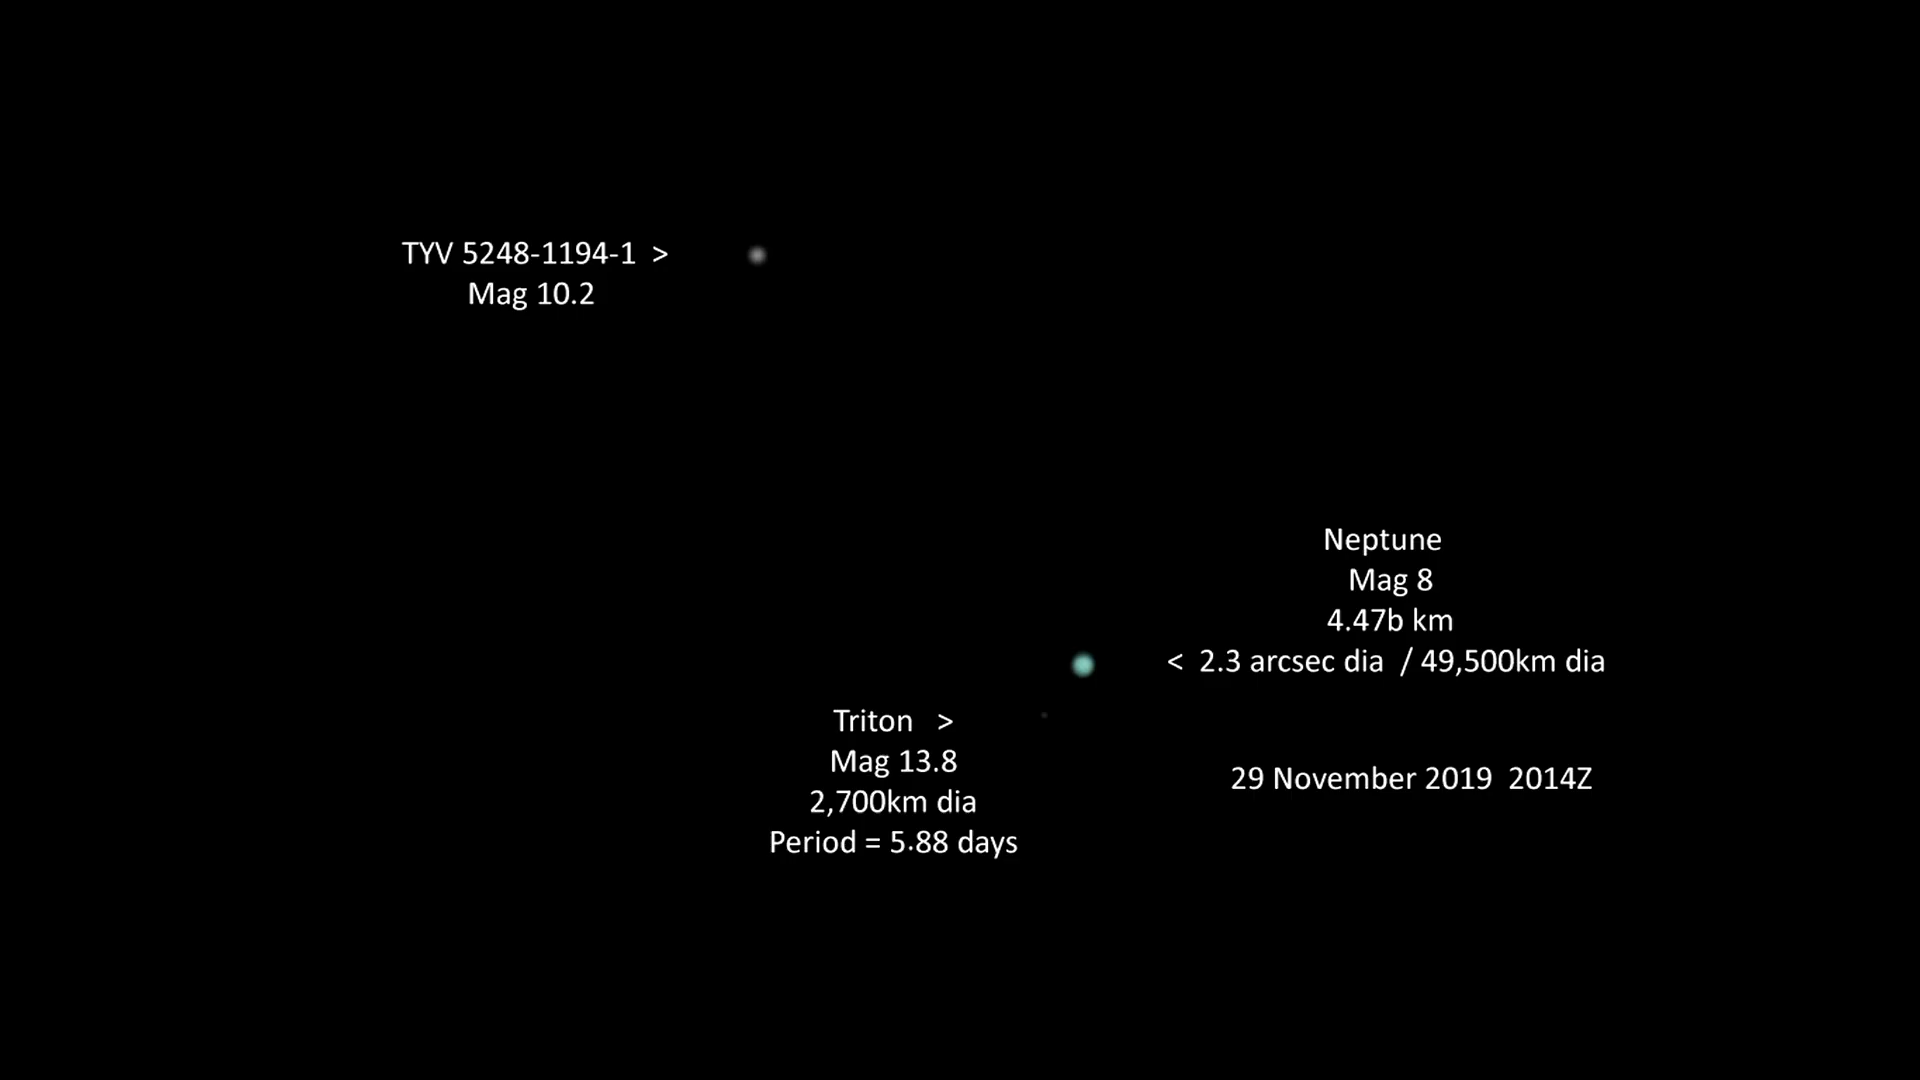 TYV 5248-1194-1 >
Mag 10.2
Neptune
Mag 8
4.47b km
< 2.3 arcsec dia / 49,500km dia
Triton >
Mag 13.8
2,700km dia
Period = 5.88 days
29 November 2019 2014Z